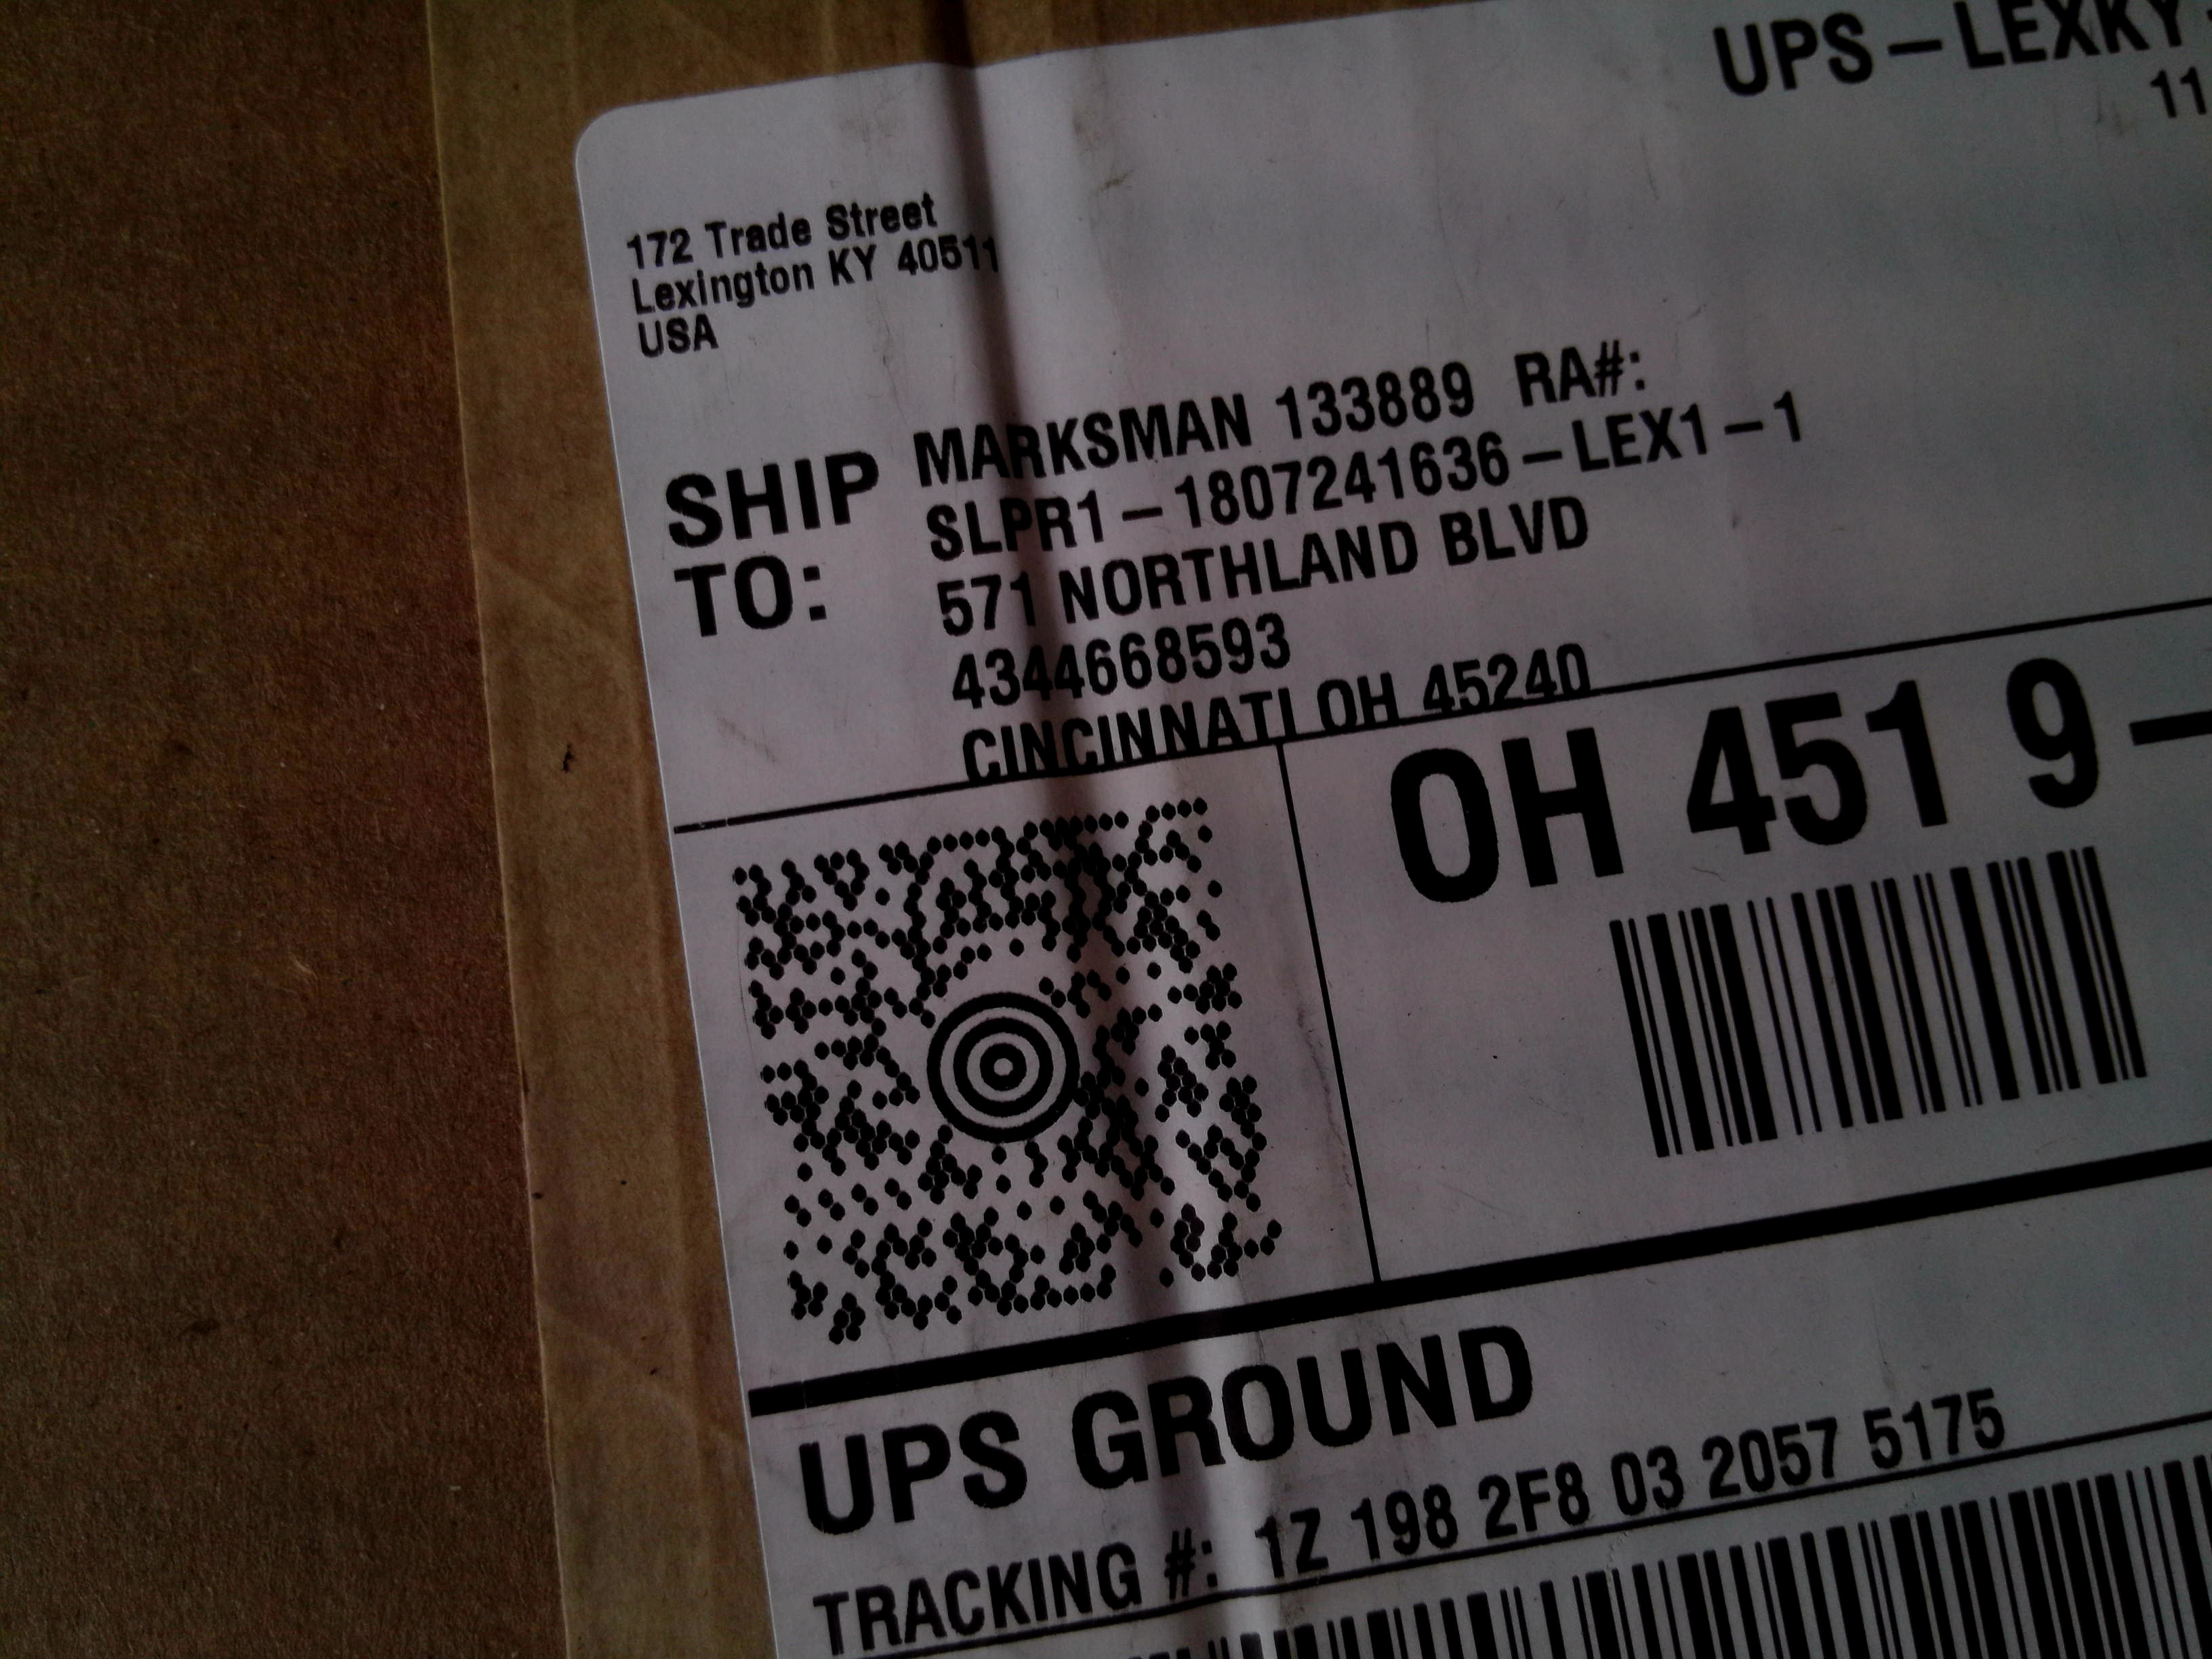 UPS-LEXKY
11
172 Trade Street
Lexington KY 40511
USA
SHIP TO:
MARKSMAN 133889 RA#:
SLPR1-1807241636-LEX1-1
571 NORTHLAND BLVD
4344668593
CINCINNATI OH 45240
OH 451 9-
UPS GROUND
TRACKING #: 1Z 198 2F8 03 2057 5175